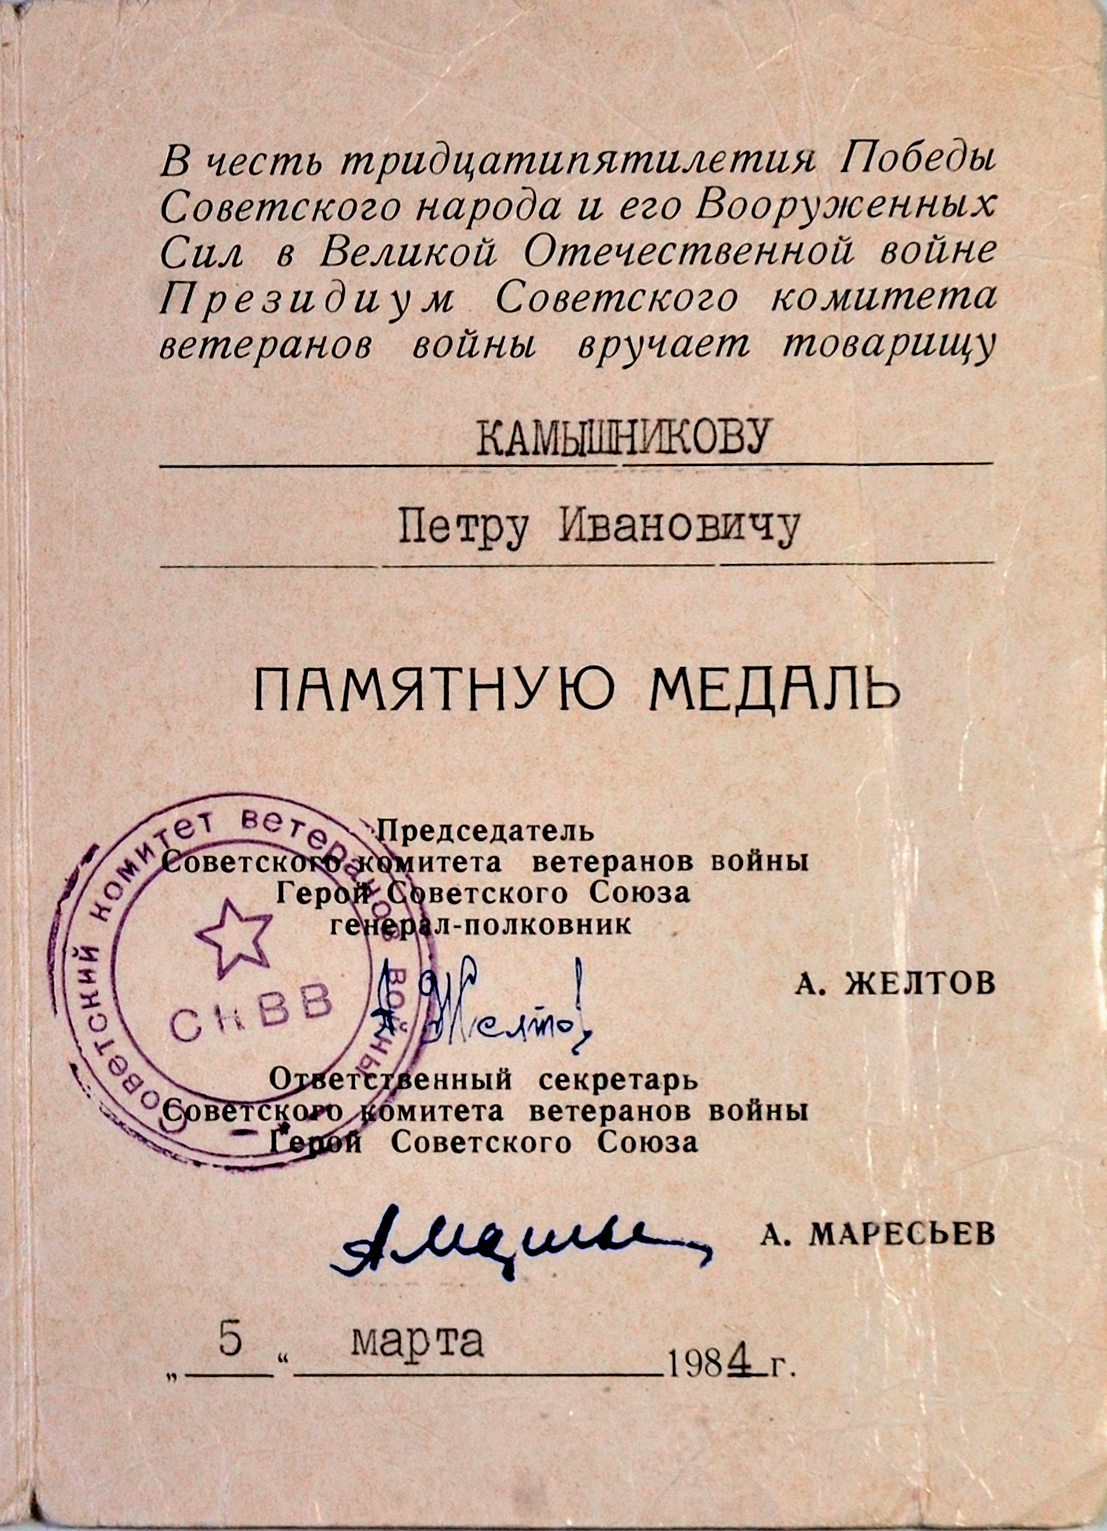 В честь тридцатипятилетия Победы
Советского народа и его Вооруженных
Сил в Великой Отечественной войне
Президиум Советского комитета
ветеранов войны вручает товарищу
КАМЫШНИКОВУ
Петру Ивановичу
ПАМЯТНУЮ МЕДАЛЬ
Советский комитет ветеранов войны
СКВВ
Председатель
Советского комитета ветеранов войны
Герой Советского Союза
генерал-полковник
А. Желтов
А. ЖЕЛТОВ
Ответственный секретарь
Советского комитета ветеранов войны
Герой Советского Союза
А. МАРЕСЬЕВ
„ 5 “ марта 1984 г.